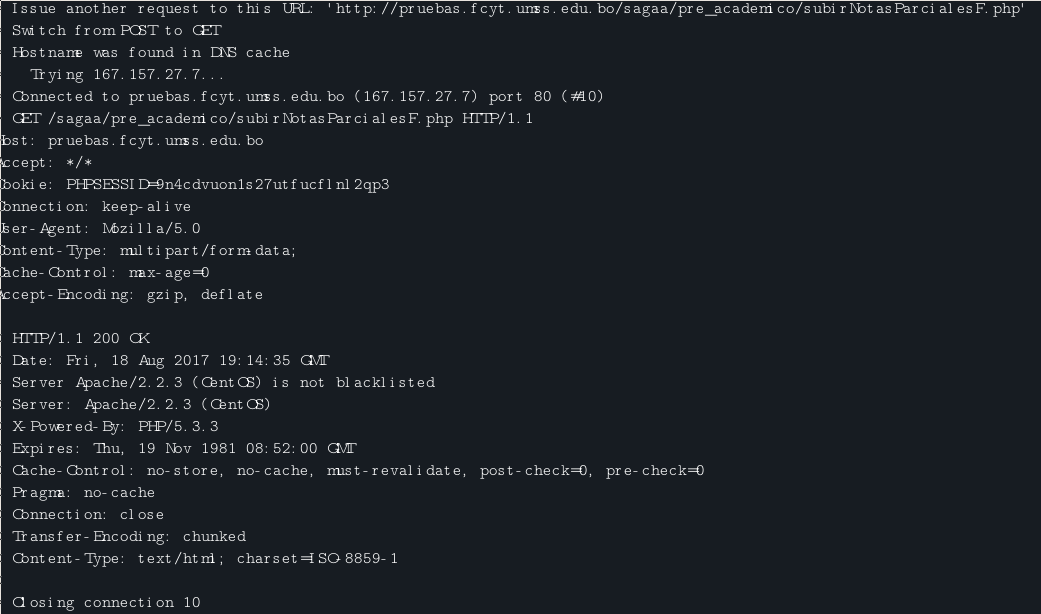 Issue another request to this URL: 'http://pruebas.fcyt.umss.edu.bo/sagaa/pre_academico/subirNotasParcialesF.php'
Switch from POST to GET
Hostname was found in DNS cache
Trying 167.157.27.7...
Connected to pruebas.fcyt.umss.edu.bo (167.157.27.7) port 80 (#10)
GET /sagaa/pre_academico/subirNotasParcialesF.php HTTP/1.1
Host: pruebas.fcyt.umss.edu.bo
Accept: */*
Cookie: PHPSESSID=9n4cdvuon1s27utfucflnl2qp3
Connection: keep-alive
User-Agent: Mozilla/5.0
Content-Type: multipart/form-data;
Cache-Control: max-age=0
Accept-Encoding: gzip, deflate
HTTP/1.1 200 OK
Date: Fri, 18 Aug 2017 19:14:35 GMT
Server Apache/2.2.3 (CentOS) is not blacklisted
Server: Apache/2.2.3 (CentOS)
X-Powered-By: PHP/5.3.3
Expires: Thu, 19 Nov 1981 08:52:00 GMT
Cache-Control: no-store, no-cache, must-revalidate, post-check=0, pre-check=0
Pragma: no-cache
Connection: close
Transfer-Encoding: chunked
Content-Type: text/html; charset=ISO-8859-1
Closing connection 10